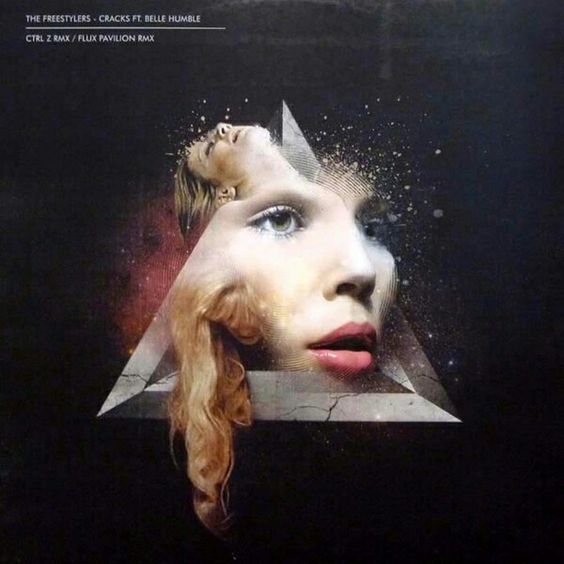 THE FREESTYLERS - CRACKS FT. BELLE HUMBLE
CTRL Z RMX / FLUX PAVILION RMX